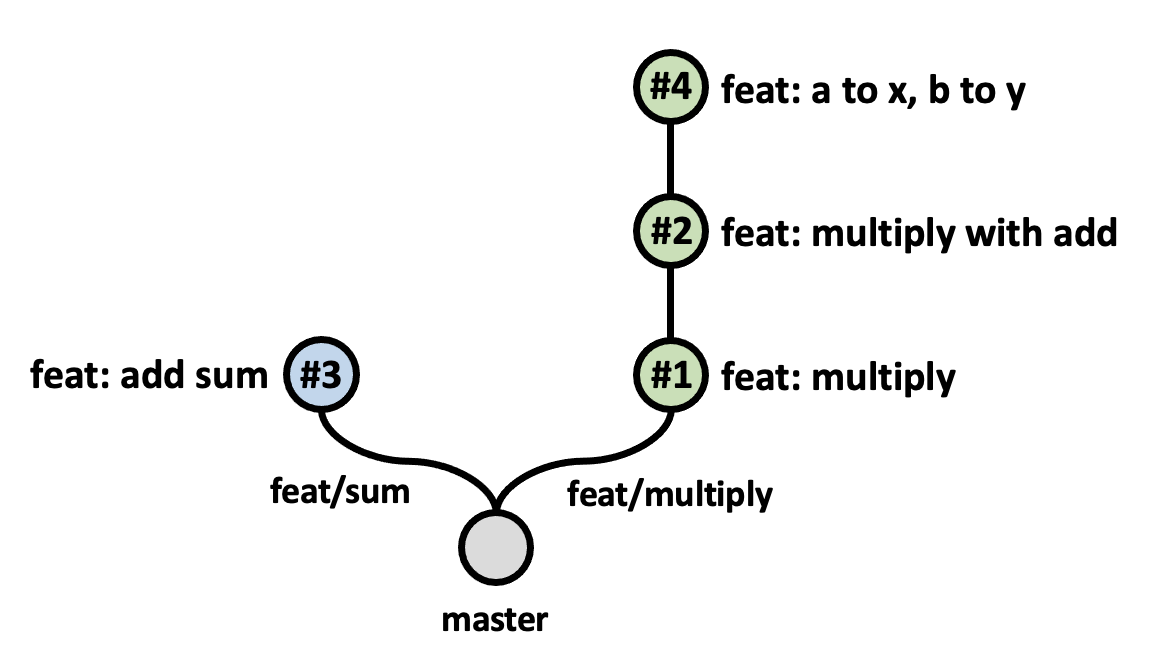 #4 feat: a to x, b to y
#2 feat: multiply with add
feat: add sum #3
#1 feat: multiply
feat/sum
feat/multiply
master